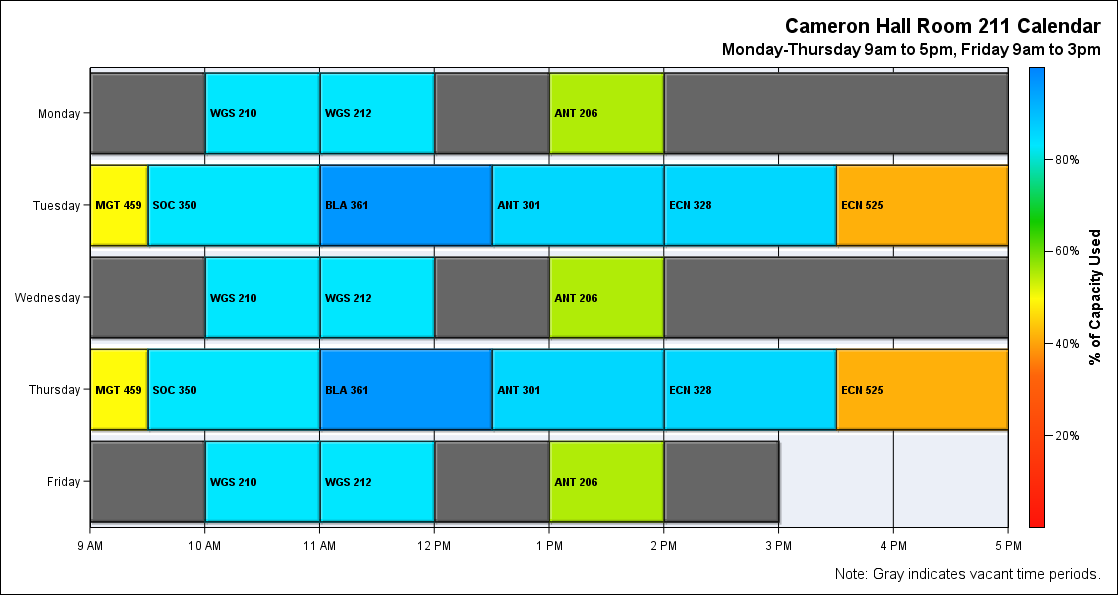 Cameron Hall Room 211 Calendar
Monday-Thursday 9am to 5pm, Friday 9am to 3pm
Monday WGS 210 WGS 212 ANT 206
Tuesday MGT 459 SOC 350 BLA 361 ANT 301 ECN 328 ECN 525
Wednesday WGS 210 WGS 212 ANT 206
Thursday MGT 459 SOC 350 BLA 361 ANT 301 ECN 328 ECN 525
Friday WGS 210 WGS 212 ANT 206
9 AM 10 AM 11 AM 12 PM 1 PM 2 PM 3 PM 4 PM 5 PM
80%
60%
40%
20%
% of Capacity Used
Note: Gray indicates vacant time periods.